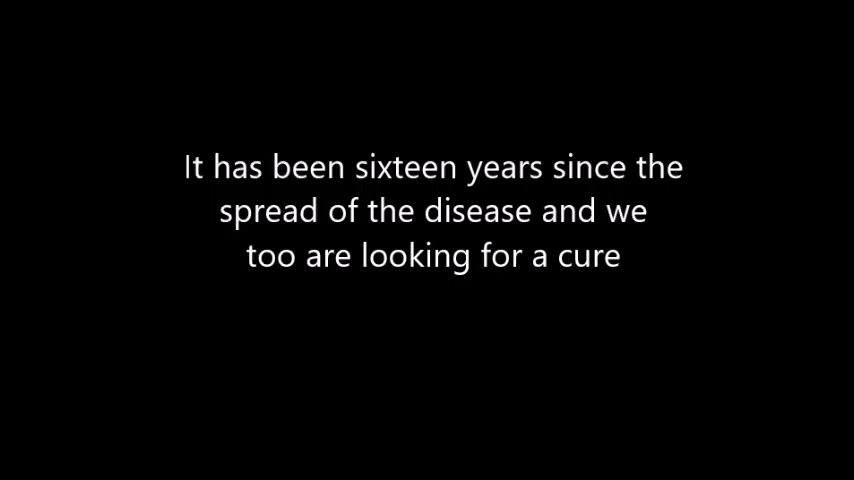 It has been sixteen years since the
spread of the disease and we
too are looking for a cure